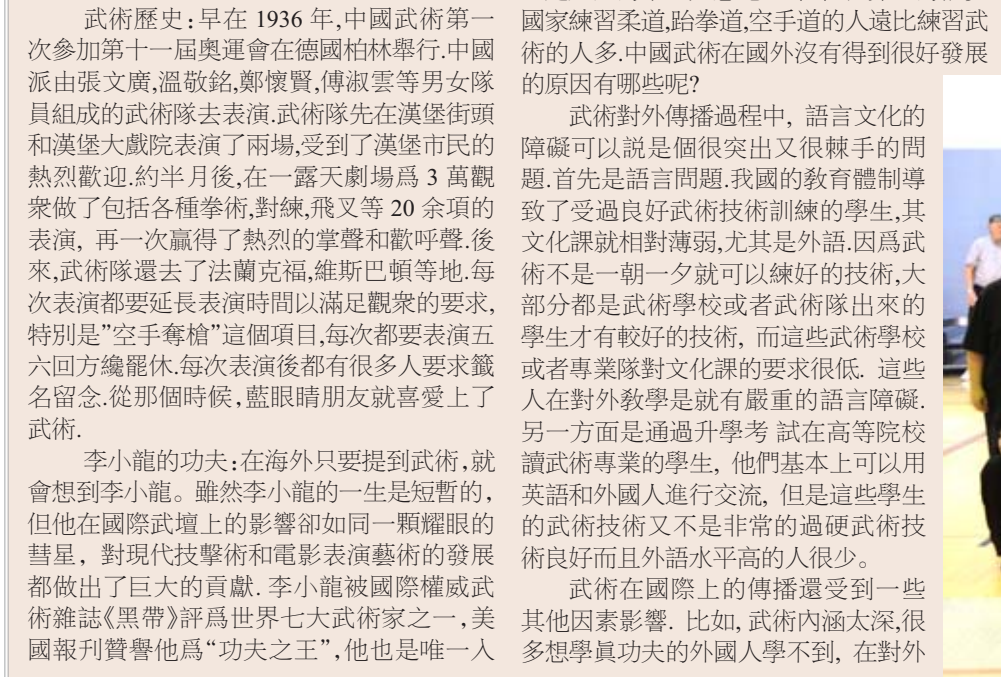 武術歷史:早在 1936 年,中國武術第一
次參加第十一屆奧運會在德國柏林舉行.中國
派由張文廣,溫敬銘,鄭懷賢,傅淑雲等男女隊
員組成的武術隊去表演.武術隊先在漢堡街頭
和漢堡大戲院表演了兩場,受到了漢堡市民的
熱烈歡迎.約半月後,在一露天劇場爲 3 萬觀
衆做了包括各種拳術,對練,飛叉等 20 余項的
表演, 再一次贏得了熱烈的掌聲和歡呼聲.後
來,武術隊還去了法蘭克福,維斯巴頓等地.每
次表演都要延長表演時間以滿足觀衆的要求,
特別是”空手奪槍”這個項目,每次都要表演五
六回方纔罷休.每次表演後都有很多人要求籤
名留念.從那個時候,藍眼睛朋友就喜愛上了
武術.
李小龍的功夫:在海外只要提到武術,就
會想到李小龍。雖然李小龍的一生是短暫的,
但他在國際武壇上的影響卻如同一顆耀眼的
彗星, 對現代技擊術和電影表演藝術的發展
都做出了巨大的貢獻. 李小龍被國際權威武
術雜誌《黑帶》評爲世界七大武術家之一,美
國報刊贊譽他爲“功夫之王”,他也是唯一入
國家練習柔道,跆拳道,空手道的人遠比練習武
術的人多.中國武術在國外沒有得到很好發展
的原因有哪些呢?
武術對外傳播過程中, 語言文化的
障礙可以説是個很突出又很棘手的問
題.首先是語言問題.我國的教育體制導
致了受過良好武術技術訓練的學生,其
文化課就相對薄弱,尤其是外語.因爲武
術不是一朝一夕就可以練好的技術,大
部分都是武術學校或者武術隊出來的
學生才有較好的技術, 而這些武術學校
或者專業隊對文化課的要求很低. 這些
人在對外教學是就有嚴重的語言障礙.
另一方面是通過升學考 試在高等院校
讀武術專業的學生, 他們基本上可以用
英語和外國人進行交流, 但是這些學生
的武術技術又不是非常的過硬武術技
術良好而且外語水平高的人很少。
武術在國際上的傳播還受到一些
其他因素影響. 比如, 武術內涵太深,很
多想學真功夫的外國人學不到, 在對外